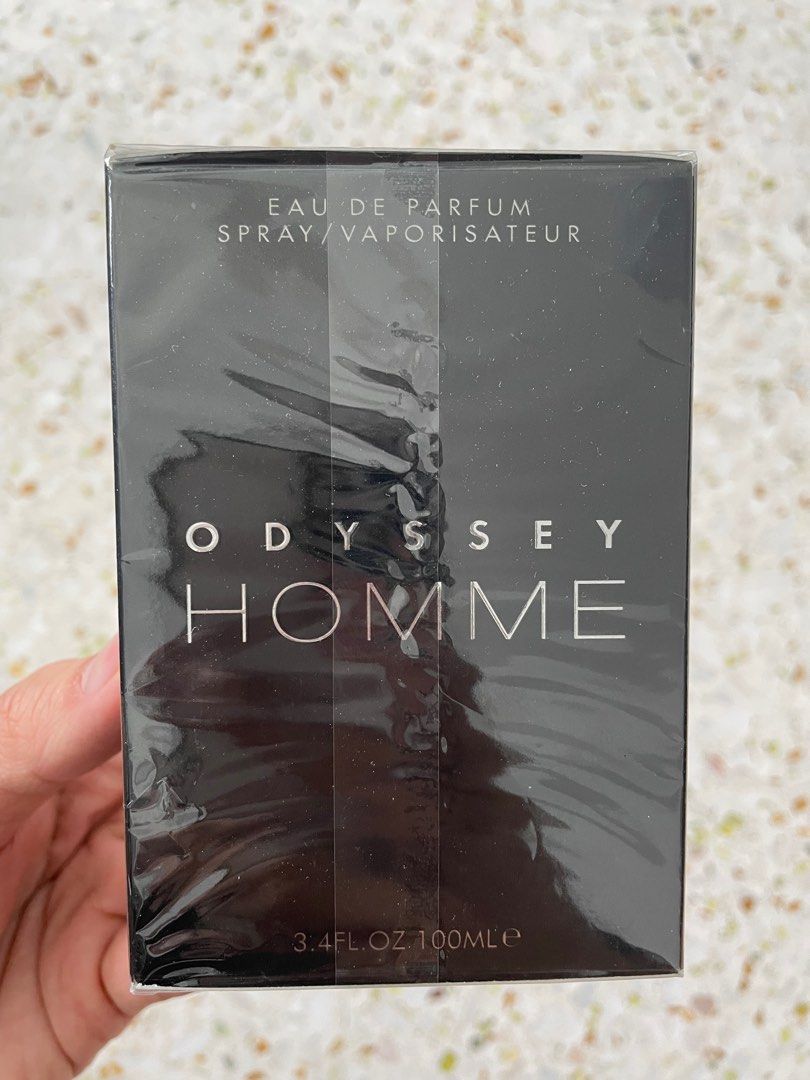 EAU DE PARFUM
SPRAY/VAPORISATEUR
ODYSSEY
HOMME
3.4FL.OZ 100ML℮